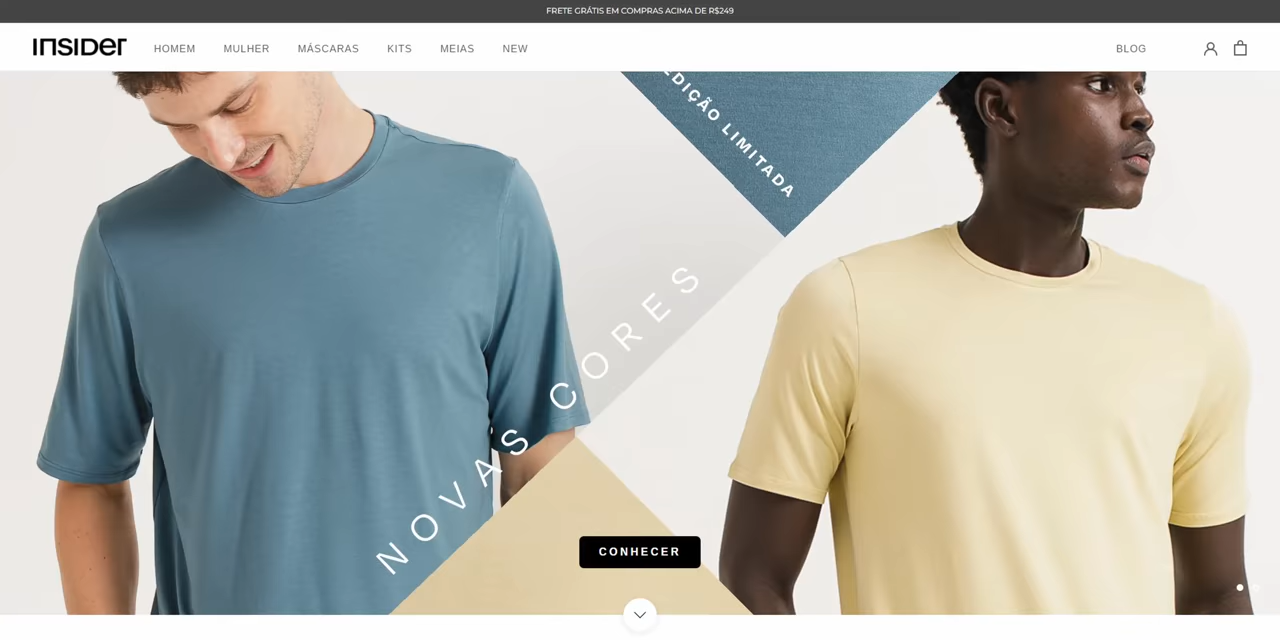 FRETE GRÁTIS EM COMPRAS ACIMA DE R$249
INSIDER
HOMEM
MULHER
MÁSCARAS
KITS
MEIAS
NEW
BLOG
EDIÇÃO LIMITADA
NOVAS CORES
CONHECER